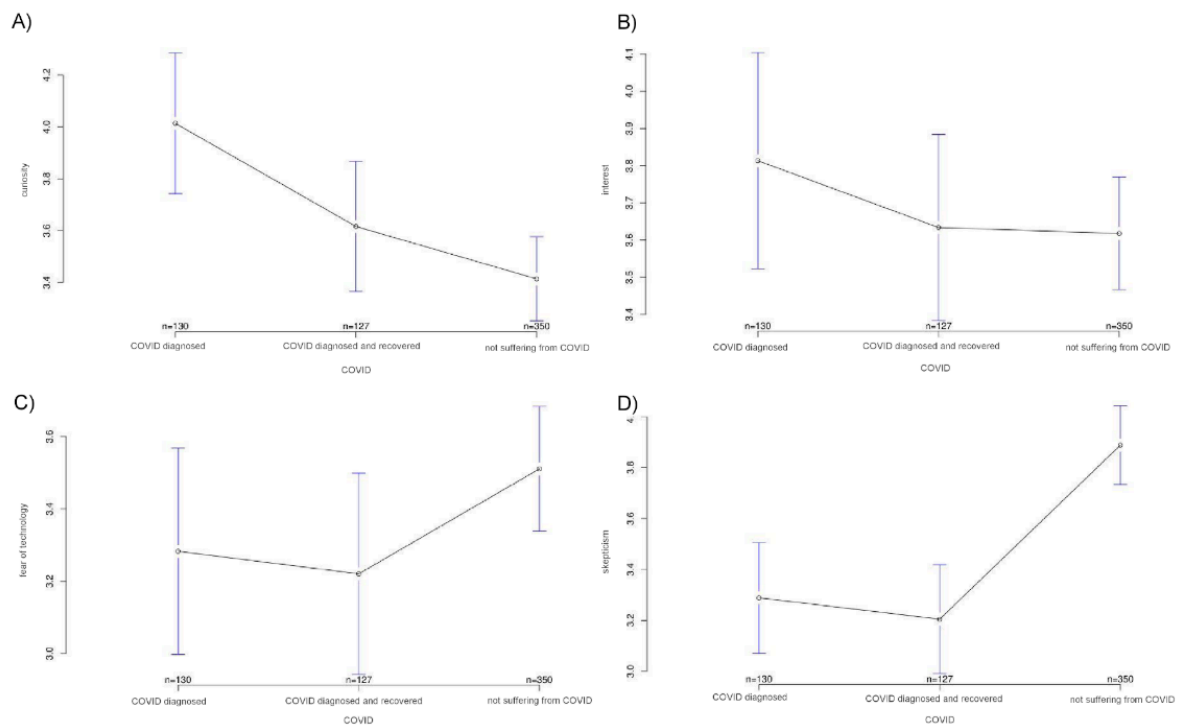 A)
4.2
4.0
3.8
3.6
3.4
curiosity
n=130
n=127
n=350
COVID diagnosed
COVID diagnosed and recovered
not suffering from COVID
COVID
B)
4.1
4.0
3.9
3.8
3.7
3.6
3.5
3.4
interest
n=130
n=127
n=350
COVID diagnosed
COVID diagnosed and recovered
not suffering from COVID
COVID
C)
3.6
3.4
3.2
3.0
fear of technology
n=130
n=127
n=350
COVID diagnosed
COVID diagnosed and recovered
not suffering from COVID
COVID
D)
3.8
3.6
3.4
3.2
3.0
skepticism
n=130
n=127
n=350
COVID diagnosed
COVID diagnosed and recovered
not suffering from COVID
COVID